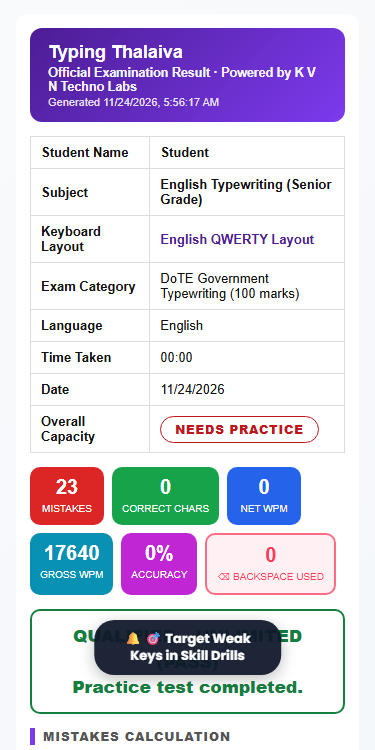 Typing Thalaiva
Official Examination Result · Powered by K V
N Techno Labs
Generated 11/24/2026, 5:56:17 AM
Student Name Student
Subject English Typewriting (Senior
Grade)
Keyboard
Layout English QWERTY Layout
Exam Category DoTE Government
Typewriting (100 marks)
Language English
Time Taken 00:00
Date 11/24/2026
Overall
Capacity NEEDS PRACTICE
23 0 0
MISTAKES CORRECT CHARS NET WPM
17640 0% 0
GROSS WPM ACCURACY ⌫ BACKSPACE USED
🔔 🎯 Target Weak
Keys in Skill Drills
Practice test completed.
MISTAKES CALCULATION